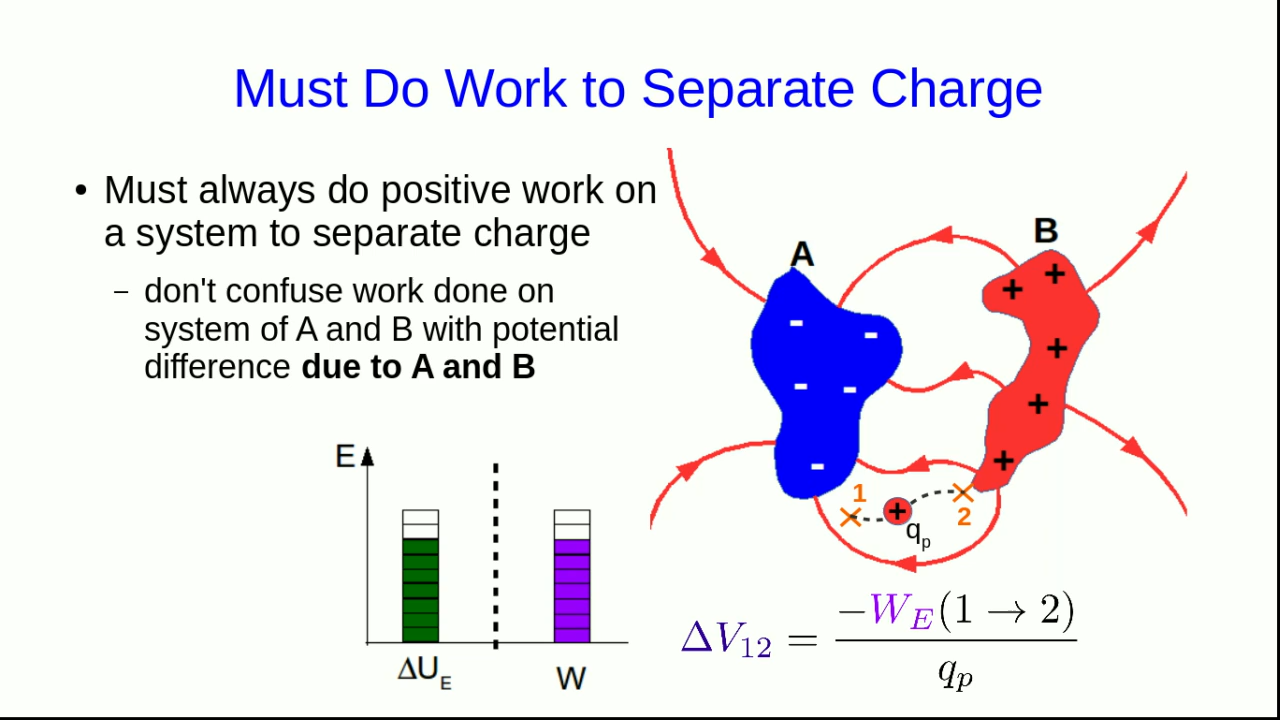 Must Do Work to Separate Charge
• Must always do positive work on
a system to separate charge
– don't confuse work done on
system of A and B with potential
difference due to A and B
E
ΔU_E
W
A
B
- - - - -
+ + + + +
1
+
q_p
2
ΔV_12 = −W_E(1 → 2) / q_p